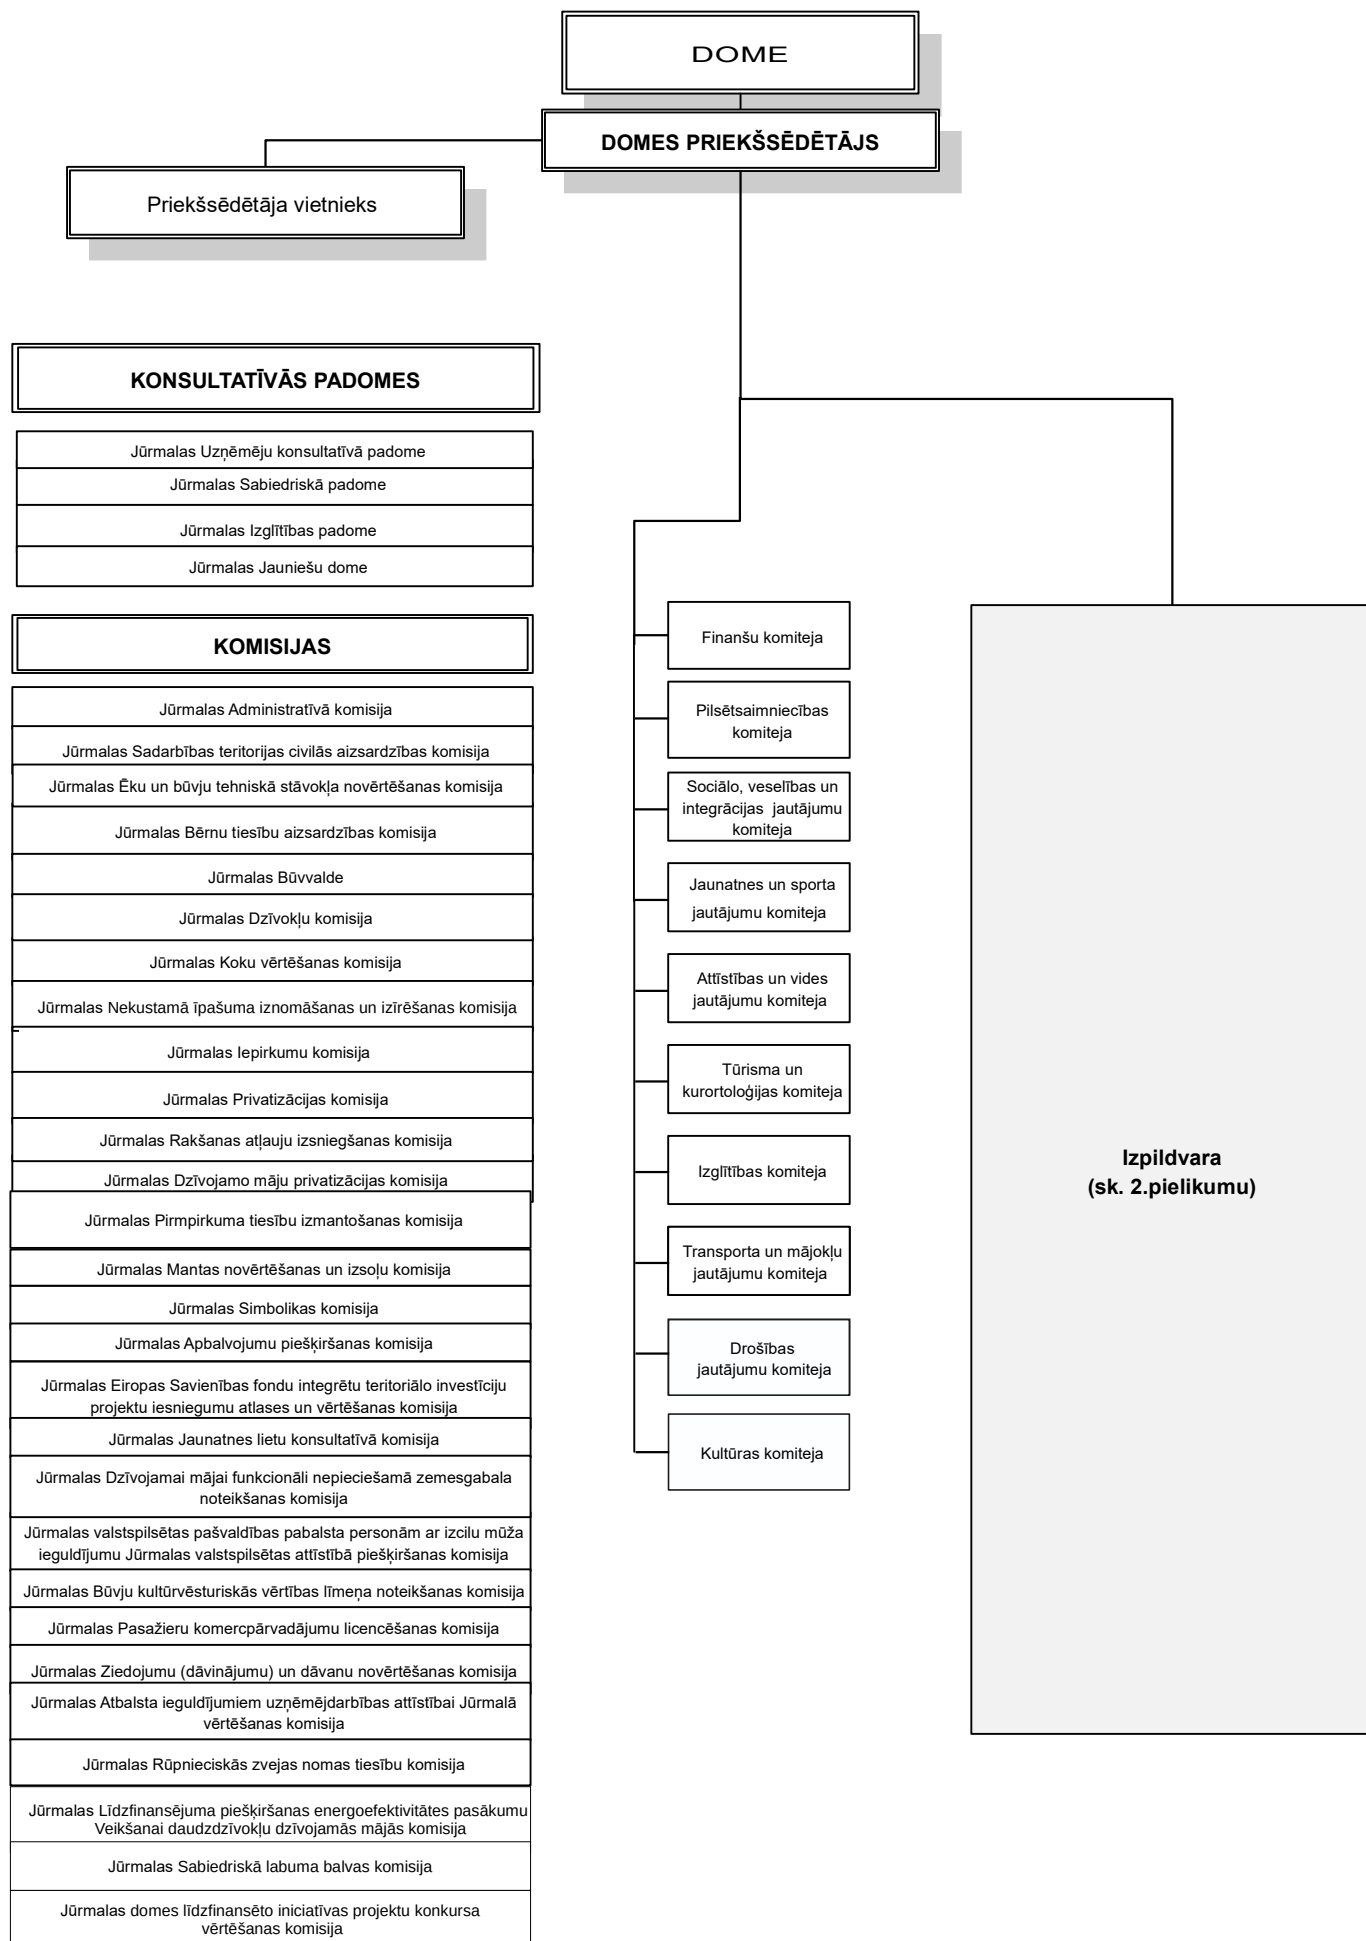 DOME
DOMES PRIEKŠSĒDĒTĀJS
Priekšsēdētāja vietnieks
KONSULTATĪVĀS PADOMES
Jūrmalas Uzņēmēju konsultatīvā padome
Jūrmalas Sabiedriskā padome
Jūrmalas Izglītības padome
Jūrmalas Jauniešu dome
KOMISIJAS
Jūrmalas Administratīvā komisija
Jūrmalas Sadarbības teritorijas civilās aizsardzības komisija
Jūrmalas Ēku un būvju tehniskā stāvokļa novērtēšanas komisija
Jūrmalas Bērnu tiesību aizsardzības komisija
Jūrmalas Būvvalde
Jūrmalas Dzīvokļu komisija
Jūrmalas Koku vērtēšanas komisija
Jūrmalas Nekustamā īpašuma iznomāšanas un izīrēšanas komisija
Jūrmalas Iepirkumu komisija
Jūrmalas Privatizācijas komisija
Jūrmalas Rakšanas atļauju izsniegšanas komisija
Jūrmalas Dzīvojamo māju privatizācijas komisija
Jūrmalas Pirmpirkuma tiesību izmantošanas komisija
Jūrmalas Mantas novērtēšanas un izsoļu komisija
Jūrmalas Simbolikas komisija
Jūrmalas Apbalvojumu piešķiršanas komisija
Jūrmalas Eiropas Savienības fondu integrētu teritoriālo investīciju
projektu iesniegumu atlases un vērtēšanas komisija
Jūrmalas Jaunatnes lietu konsultatīvā komisija
Jūrmalas Dzīvojamai mājai funkcionāli nepieciešamā zemesgabala
noteikšanas komisija
Jūrmalas valstspilsētas pašvaldības pabalsta personām ar izcilu mūža
ieguldījumu Jūrmalas valstspilsētas attīstībā piešķiršanas komisija
Jūrmalas Būvju kultūrvēsturiskās vērtības līmeņa noteikšanas komisija
Jūrmalas Pasažieru komercpārvadājumu licencēšanas komisija
Jūrmalas Ziedojumu (dāvinājumu) un dāvanu novērtēšanas komisija
Jūrmalas Atbalsta ieguldījumiem uzņēmējdarbības attīstībai Jūrmalā
vērtēšanas komisija
Jūrmalas Rūpnieciskās zvejas nomas tiesību komisija
Jūrmalas Līdzfinansējuma piešķiršanas energoefektivitātes pasākumu
Veikšanai daudzdzīvokļu dzīvojamās mājās komisija
Jūrmalas Sabiedriskā labuma balvas komisija
Jūrmalas domes līdzfinansēto iniciatīvas projektu konkursa
vērtēšanas komisija
Finanšu komiteja
Pilsētsaimniecības
komiteja
Sociālo, veselības un
integrācijas jautājumu
komiteja
Jaunatnes un sporta
jautājumu komiteja
Attīstības un vides
jautājumu komiteja
Tūrisma un
kurortoloģijas komiteja
Izglītības komiteja
Transporta un mājokļu
jautājumu komiteja
Drošības
jautājumu komiteja
Kultūras komiteja
Izpildvara
(sk. 2.pielikumu)